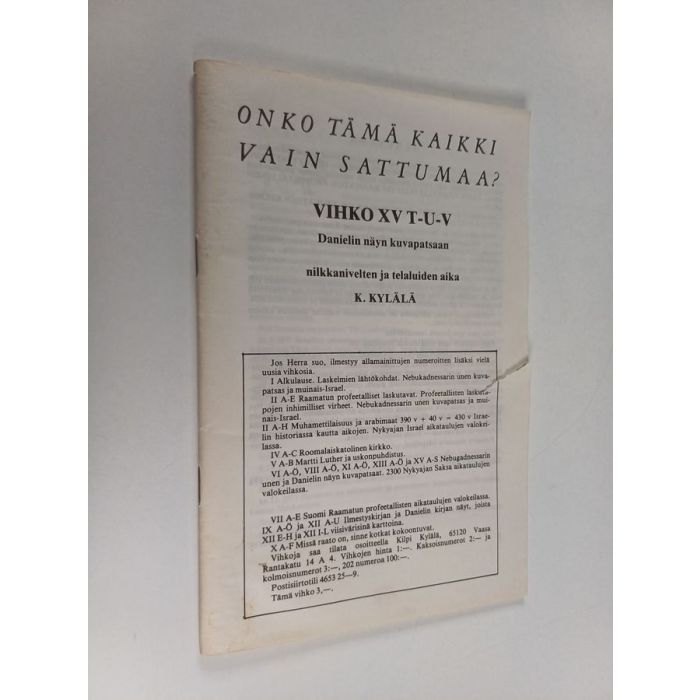 ONKO TÄMÄ KAIKKI
VAIN SATTUMAA?
VIHKO XV T-U-V
Danielin näyn kuvapatsaan
nilkkanivelten ja telaluiden aika
K. KYLÄLÄ
Jos Herra suo, ilmestyy allamainittujen numeroitten lisäksi vielä
uusia vihkosia.
I Alkulause. Laskelmien lähtökohdat. Nebukadnessarin unen kuva-
patsas ja muinais-Israel.
II A-E Raamatun profeetalliset laskutavat. Profeetallisten laskuta-
pojen inhimilliset virheet. Nebukadnessarin unen kuvapatsas ja mui-
nais-Israel.
II A-H Muhamettilaisuus ja arabimaat 390 v + 40 v = 430 v Israe-
lin historiassa kautta aikojen. Nykyajan Israel aikataulujen valokei-
lassa.
IV A-C Roomalaiskatolinen kirkko.
V A-B Martti Luther ja uskonpuhdistus.
VI A-Ö, VIII A-Ö, XI A-Ö, XIII A-Ö ja XV A-S Nebugadnessarin
unen ja Danielin näyn kuvapatsaat. 2300 Nykyajan Saksa aikataulujen
valokeilassa.
VII A-E Suomi Raamatun profeetallisten aikataulujen valokeilassa.
IX A-Ö ja XII A-U Ilmestyskirjan ja Danielin kirjan näyt, joista
XII E-H ja XII I-L viisivärisinä karttoina.
X A-F Missä raato on, sinne kotkat kokoontuvat.
Vihkoja saa tilata osoitteella Kilpi Kylälä, 65120 Vaasa
Rantakatu 14 A 4. Vihkojen hinta 1:—. Kaksoisnumerot 2:— ja
kolmoisnumerot 3:—, 202 numeroa 100:—.
Postisiirtotili 4653 25—9.
Tämä vihko 3,—.